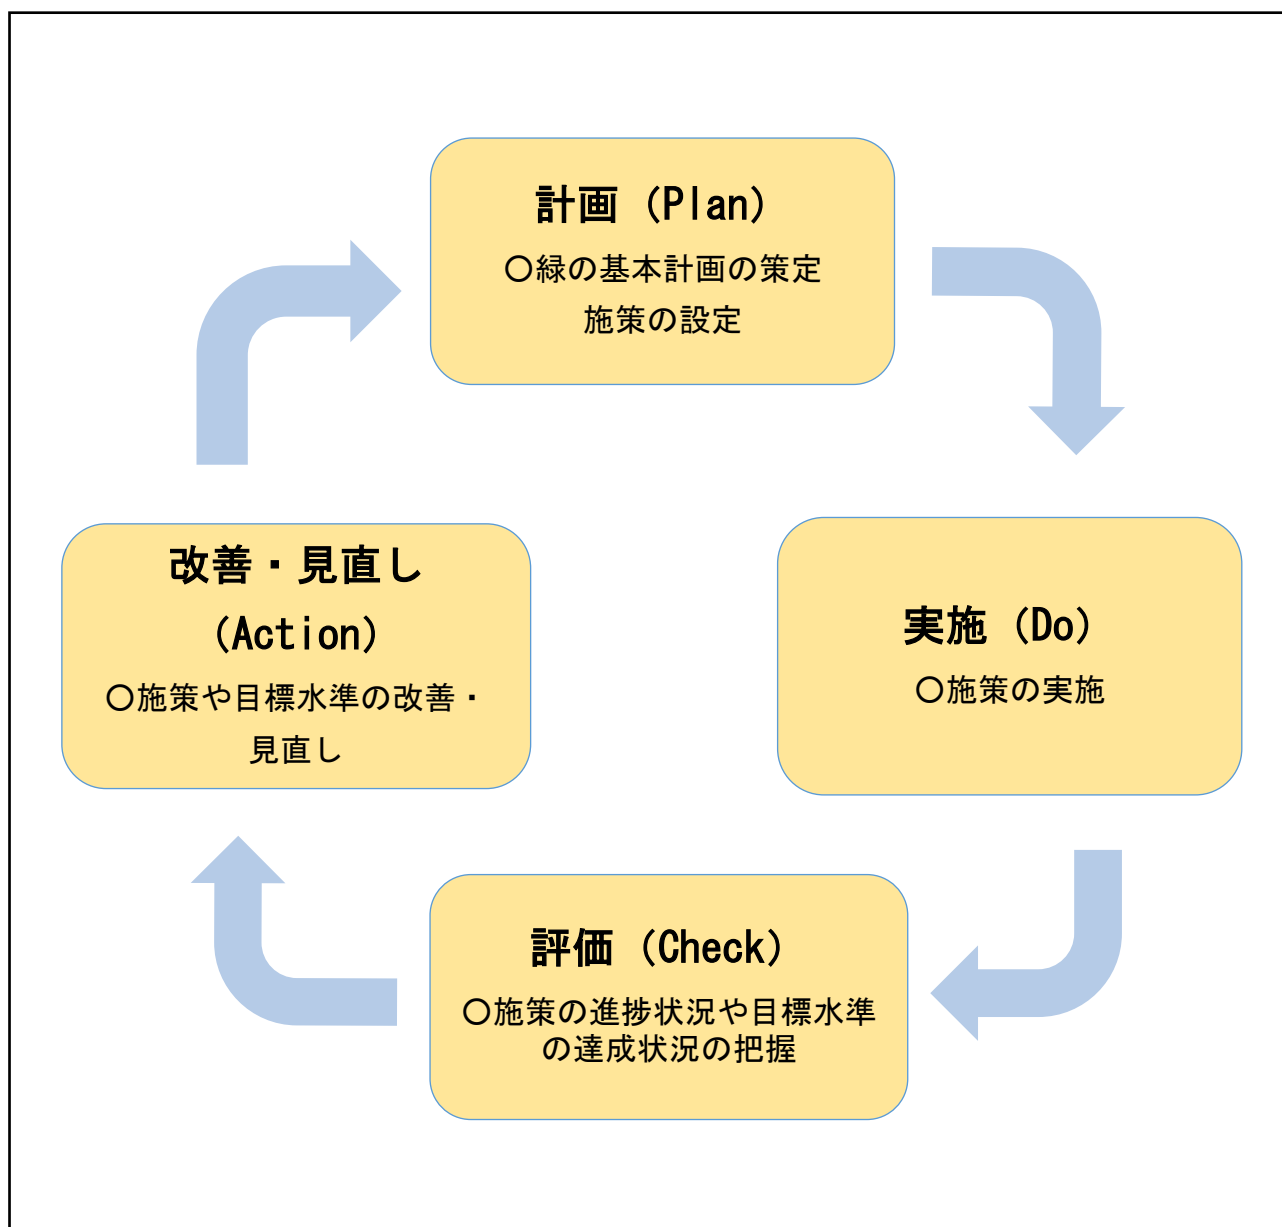 計画（Plan）
〇緑の基本計画の策定
施策の設定
実施（Do）
〇施策の実施
評価（Check）
〇施策の進捗状況や目標水準
の達成状況の把握
改善・見直し
（Action）
〇施策や目標水準の改善・
見直し